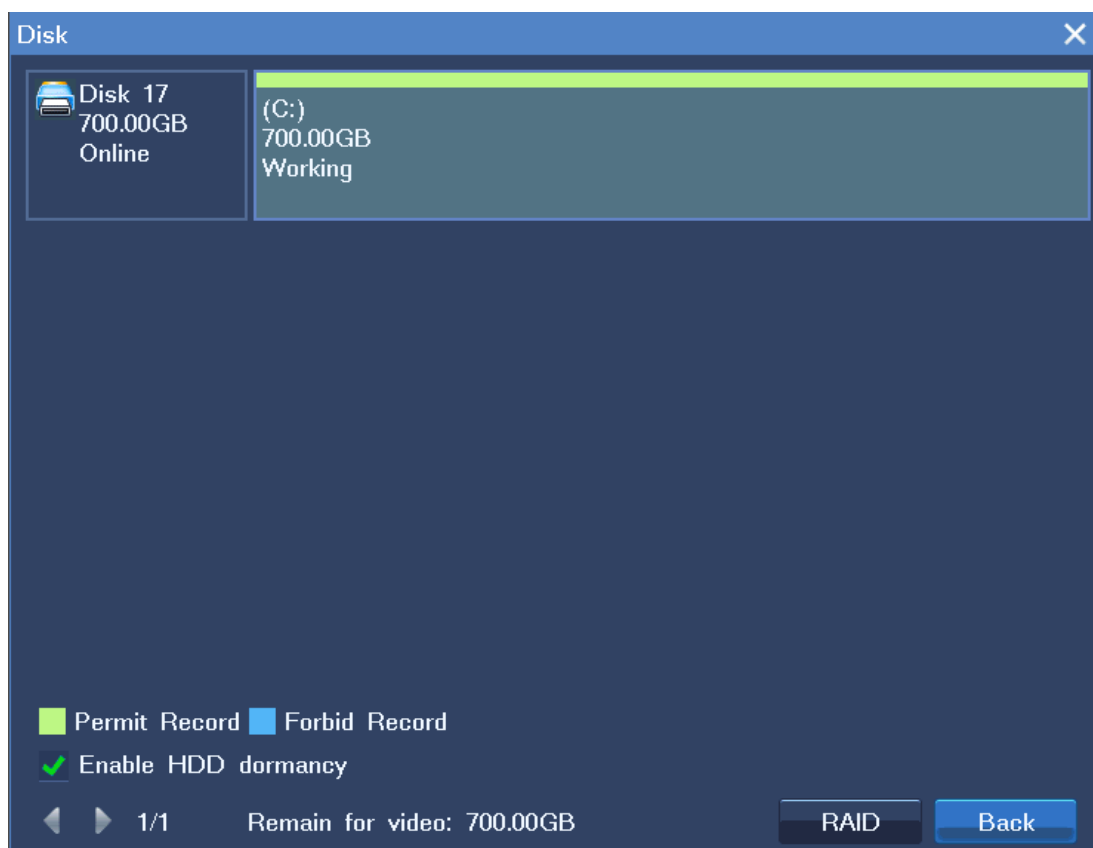 Disk
Disk 17
700.00GB
Online
(C:)
700.00GB
Working
Permit Record Forbid Record
Enable HDD dormancy
1/1 Remain for video: 700.00GB RAID Back